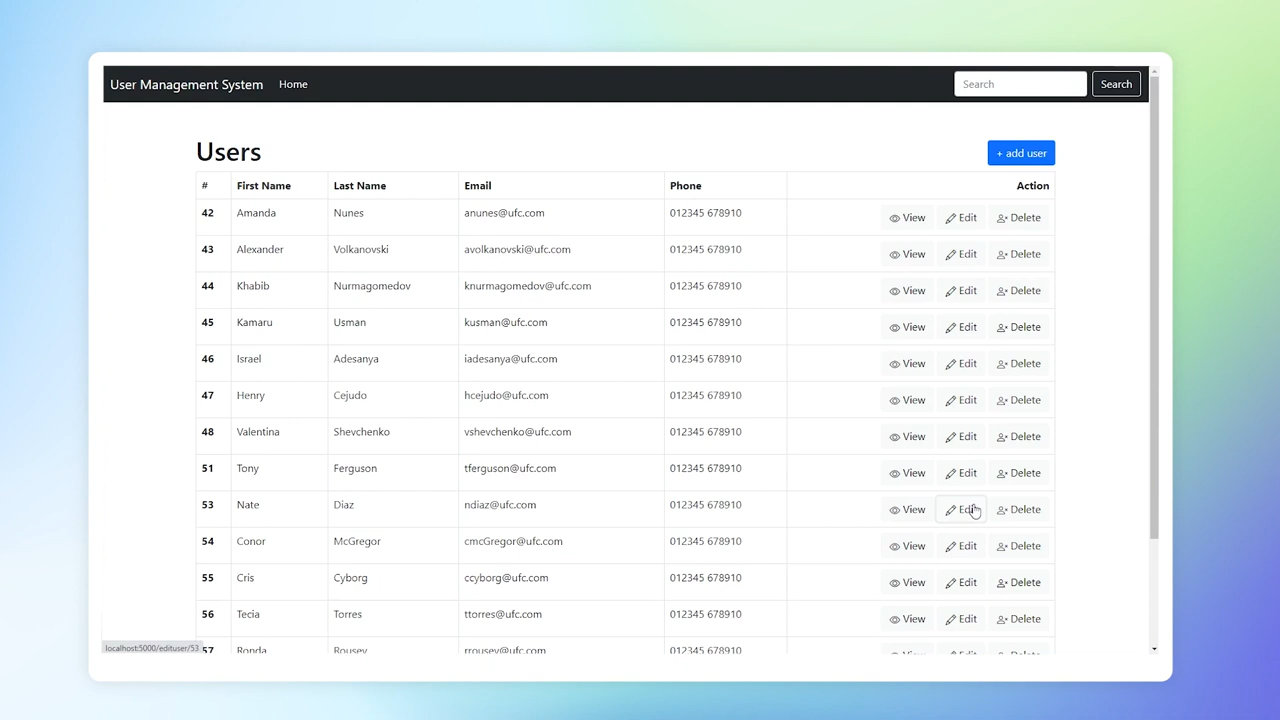 User Management System Home Search Search
Users + add user
# First Name Last Name Email Phone Action
42 Amanda Nunes anunes@ufc.com 012345 678910 View Edit Delete
43 Alexander Volkanovski avolkanovski@ufc.com 012345 678910 View Edit Delete
44 Khabib Nurmagomedov knurmagomedov@ufc.com 012345 678910 View Edit Delete
45 Kamaru Usman kusman@ufc.com 012345 678910 View Edit Delete
46 Israel Adesanya iadesanya@ufc.com 012345 678910 View Edit Delete
47 Henry Cejudo hcejudo@ufc.com 012345 678910 View Edit Delete
48 Valentina Shevchenko vshevchenko@ufc.com 012345 678910 View Edit Delete
51 Tony Ferguson tferguson@ufc.com 012345 678910 View Edit Delete
53 Nate Diaz ndiaz@ufc.com 012345 678910 View Edit Delete
54 Conor McGregor cmcGregor@ufc.com 012345 678910 View Edit Delete
55 Cris Cyborg ccyborg@ufc.com 012345 678910 View Edit Delete
56 Tecia Torres ttorres@ufc.com 012345 678910 View Edit Delete
57 Ronda Rousey rrousey@ufc.com 012345 678910 View Edit Delete
localhost:5000/edituser/53